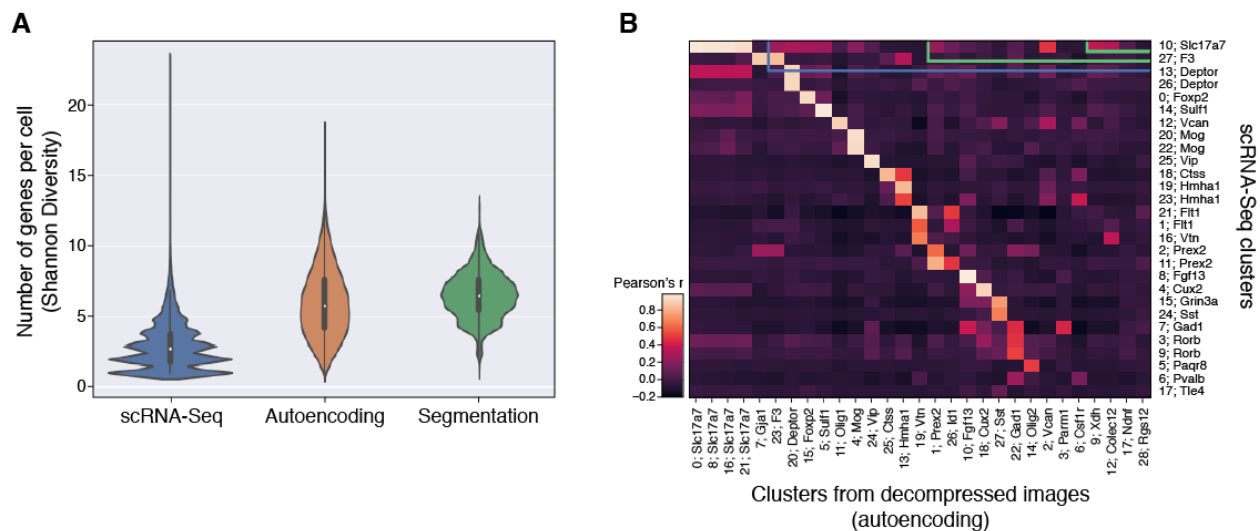 A
Number of genes per cell
(Shannon Diversity)
20
15
10
5
0
scRNA-Seq
Autoencoding
Segmentation
B
Pearson's r
0.8
0.6
0.4
0.2
0.0
−0.2
10; Slc17a7
27; F3
13; Deptor
26; Deptor
0; Foxp2
14; Sulf1
12; Vcan
20; Mog
22; Mog
25; Vip
18; Ctss
19; Hmha1
23; Hmha1
21; Flt1
1; Flt1
16; Vtn
2; Prex2
11; Prex2
8; Fgf13
4; Cux2
15; Grin3a
24; Sst
7; Gad1
3; Rorb
9; Rorb
5; Paqr8
6; Pvalb
17; Tle4
scRNA-Seq clusters
0; Slc17a7
8; Slc17a7
16; Slc17a7
21; Slc17a7
7; Gja1
23; F3
20; Deptor
15; Foxp2
5; Sulf1
11; Olig1
4; Mog
24; Vip
25; Ctss
13; Hmha1
19; Vtn
1; Prex2
26; Id1
10; Fgf13
18; Cux2
27; Sst
22; Gad1
14; Olig2
2; Vcan
3; Parm1
6; Csf1r
9; Xdh
12; Colec12
17; Ndnf
28; Rgs12
Clusters from decompressed images
(autoencoding)